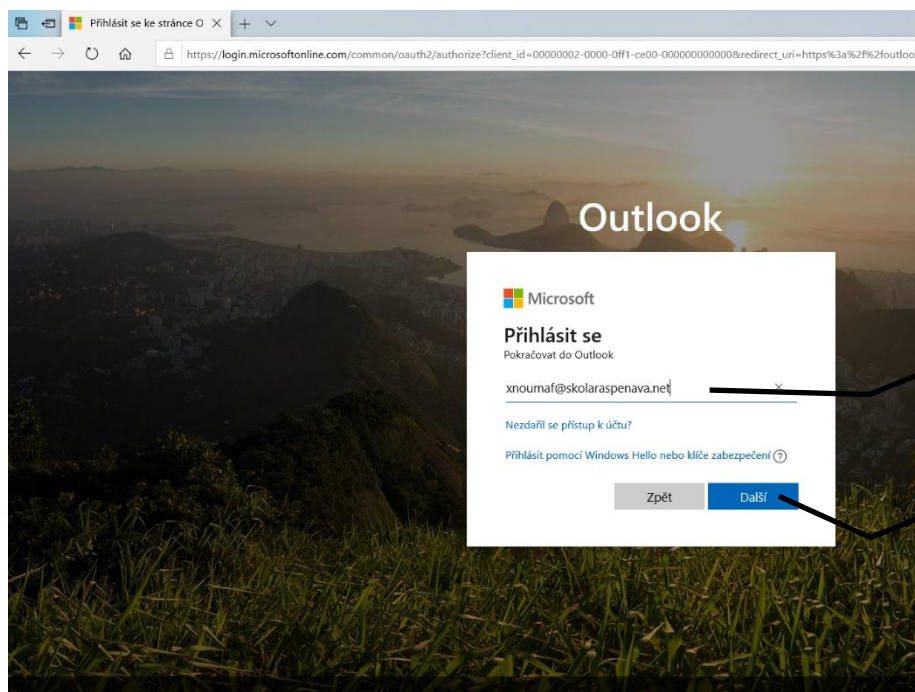 Přihlásit se ke stránce O
https://login.microsoftonline.com/common/oauth2/authorize?client_id=00000002-0000-0ff1-ce00-000000000000&redirect_uri=https%3a%2f%2foutloo
Outlook
Microsoft
Přihlásit se
Pokračovat do Outlook
xnoumaf@skolaraspenava.net
Nezdařil se přístup k účtu?
Přihlásit pomocí Windows Hello nebo klíče zabezpečení ?
Zpět Další